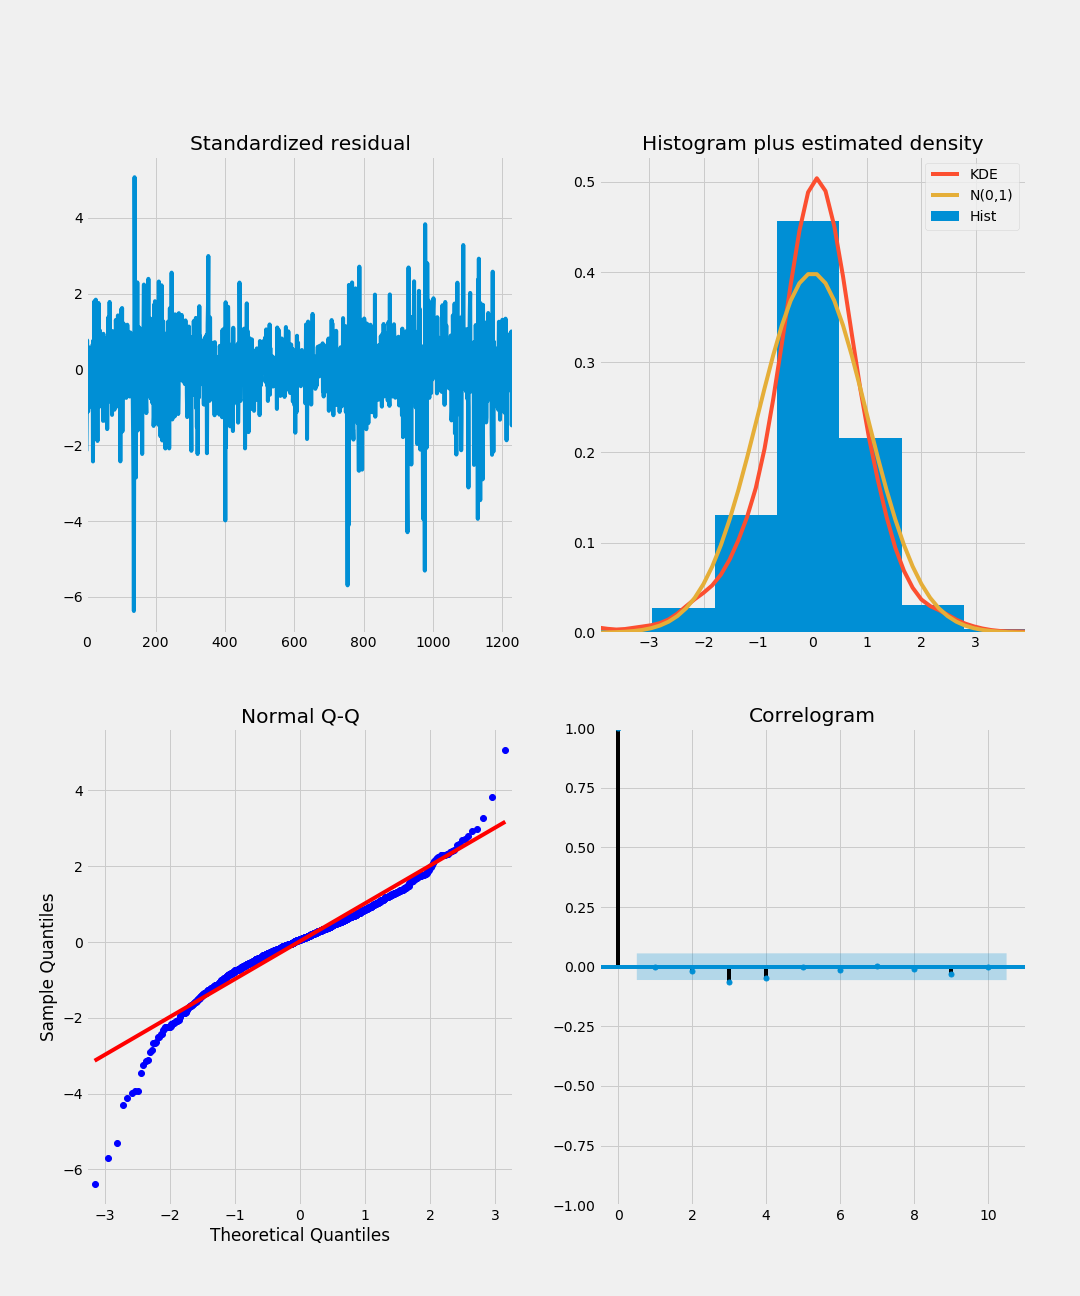 Standardized residual
4
2
0
−2
−4
−6
0 200 400 600 800 1000 1200
Histogram plus estimated density
KDE
N(0,1)
Hist
0.5
0.4
0.3
0.2
0.1
0.0
−3 −2 −1 0 1 2 3
Normal Q-Q
Sample Quantiles
4
2
0
−2
−4
−6
−3 −2 −1 0 1 2 3
Theoretical Quantiles
Correlogram
1.00
0.75
0.50
0.25
0.00
−0.25
−0.50
−0.75
−1.00
0 2 4 6 8 10